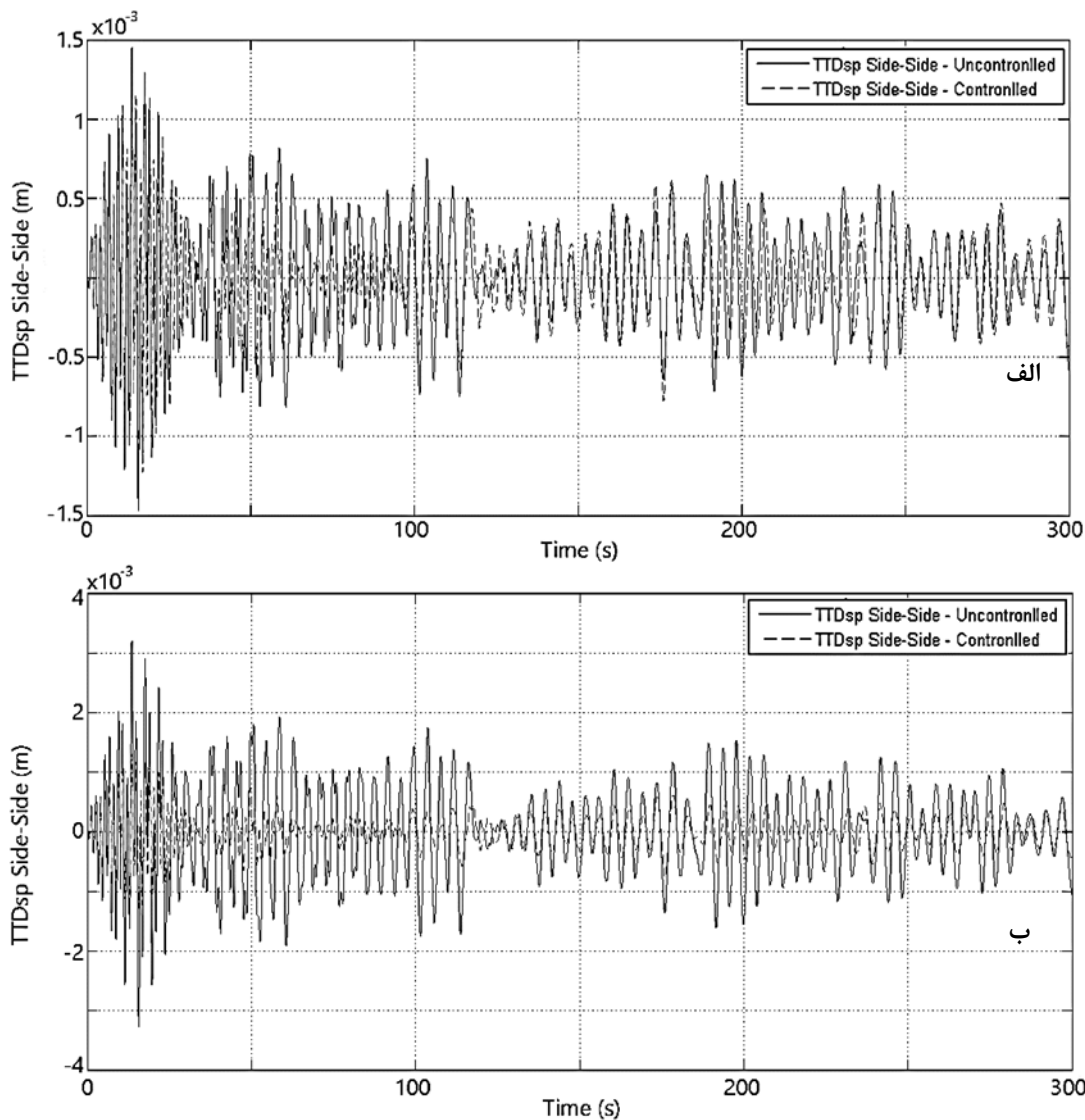 x10⁻³
1.5
1
0.5
0
-0.5
-1
-1.5
TTDsp Side-Side (m)
TTDsp Side-Side - Uncontronlled
TTDsp Side-Side - Contronlled
الف
0 100 200 300
Time (s)
x10⁻³
4
2
0
-2
-4
TTDsp Side-Side (m)
TTDsp Side-Side - Uncontronlled
TTDsp Side-Side - Contronlled
ب
0 100 200 300
Time (s)